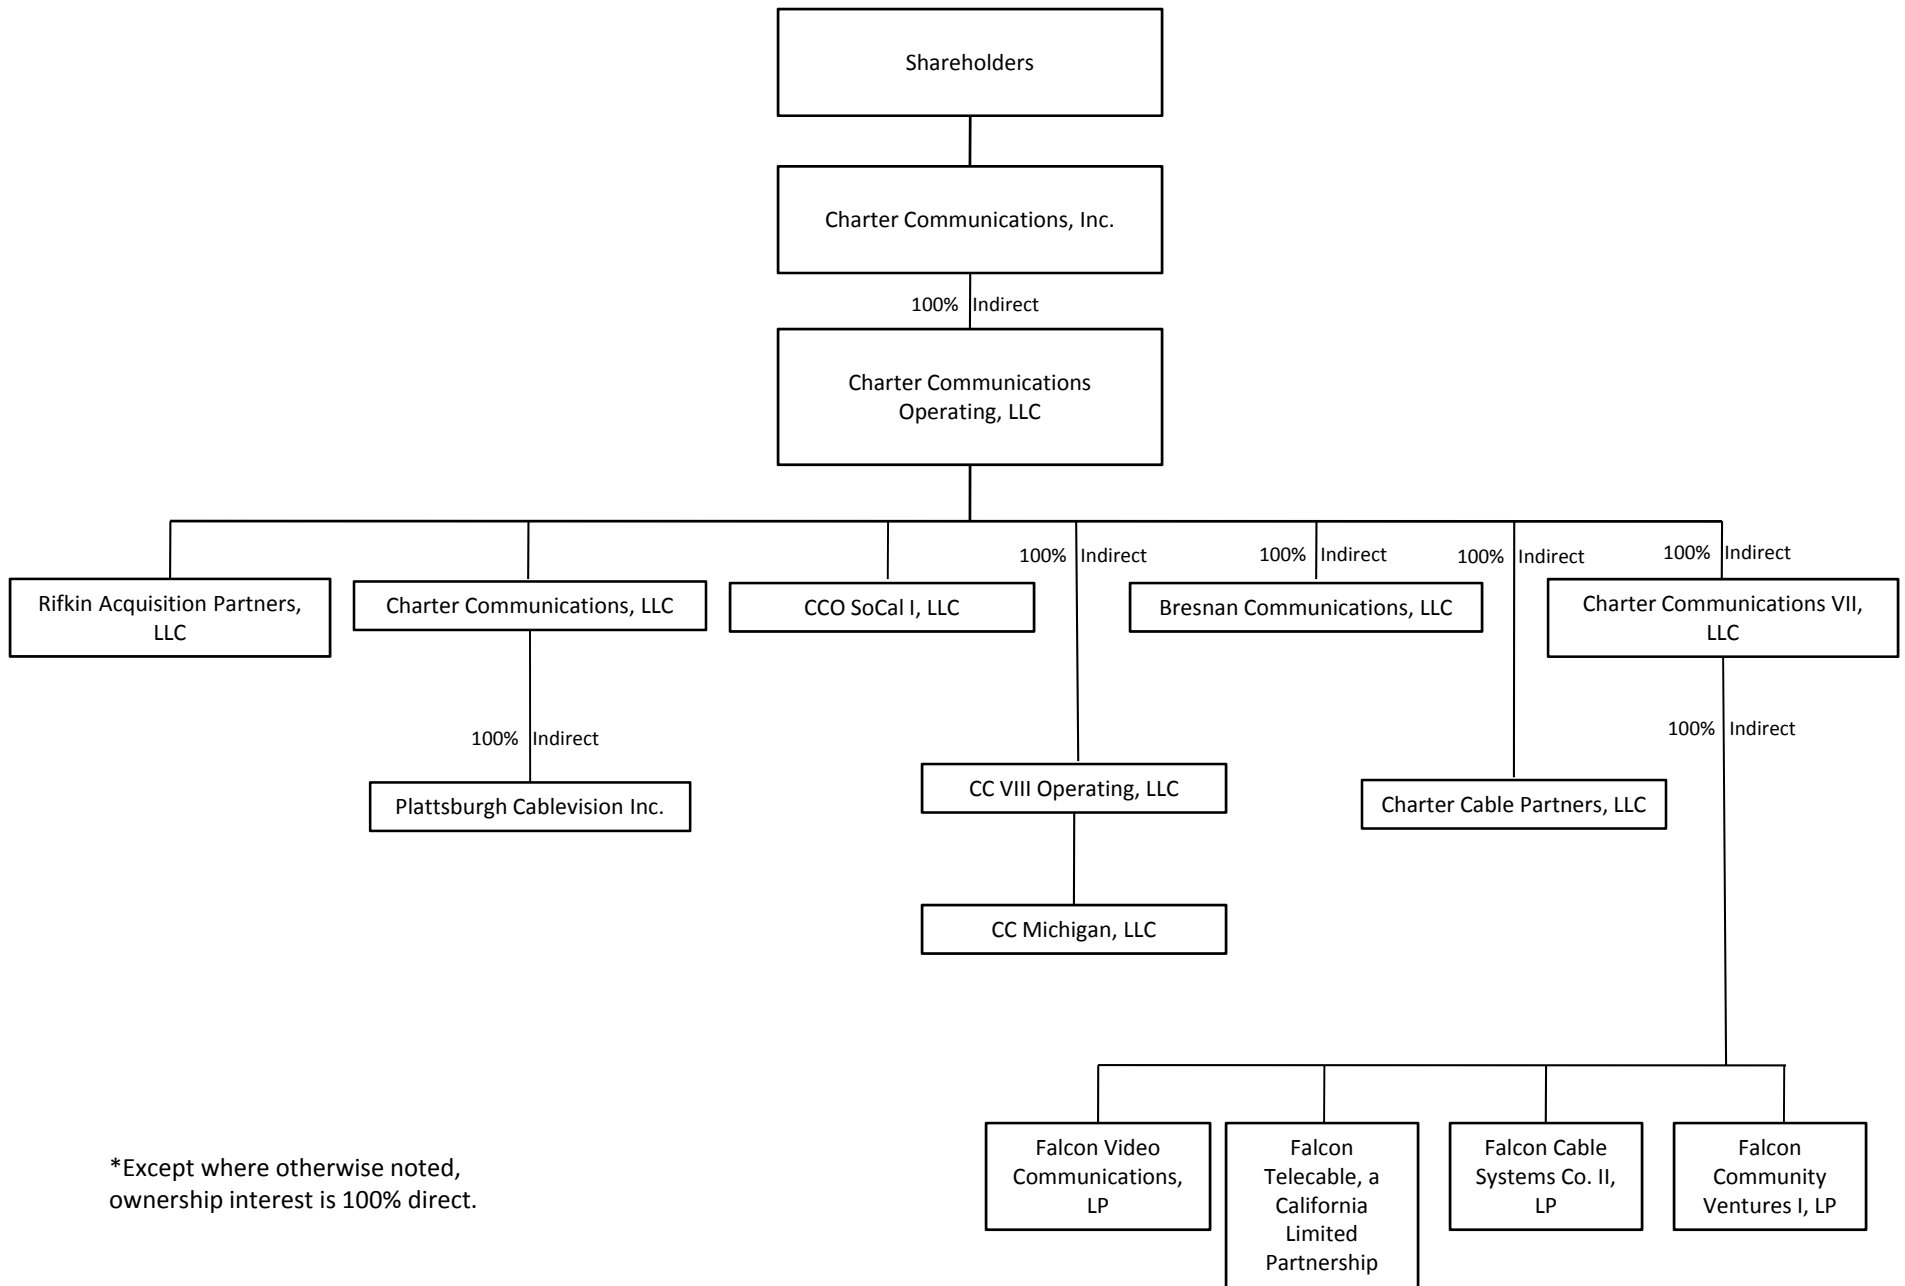 Shareholders
Charter Communications, Inc.
100% Indirect
Charter Communications
Operating, LLC
100% Indirect
100% Indirect
100% Indirect
100% Indirect
Rifkin Acquisition Partners,
LLC
Charter Communications, LLC
CCO SoCal I, LLC
Bresnan Communications, LLC
Charter Communications VII,
LLC
100% Indirect
100% Indirect
Plattsburgh Cablevision Inc.
CC VIII Operating, LLC
Charter Cable Partners, LLC
CC Michigan, LLC
Falcon Video
Communications,
LP
Falcon
Telecable, a
California
Limited
Partnership
Falcon Cable
Systems Co. II,
LP
Falcon
Community
Ventures I, LP
*Except where otherwise noted,
ownership interest is 100% direct.